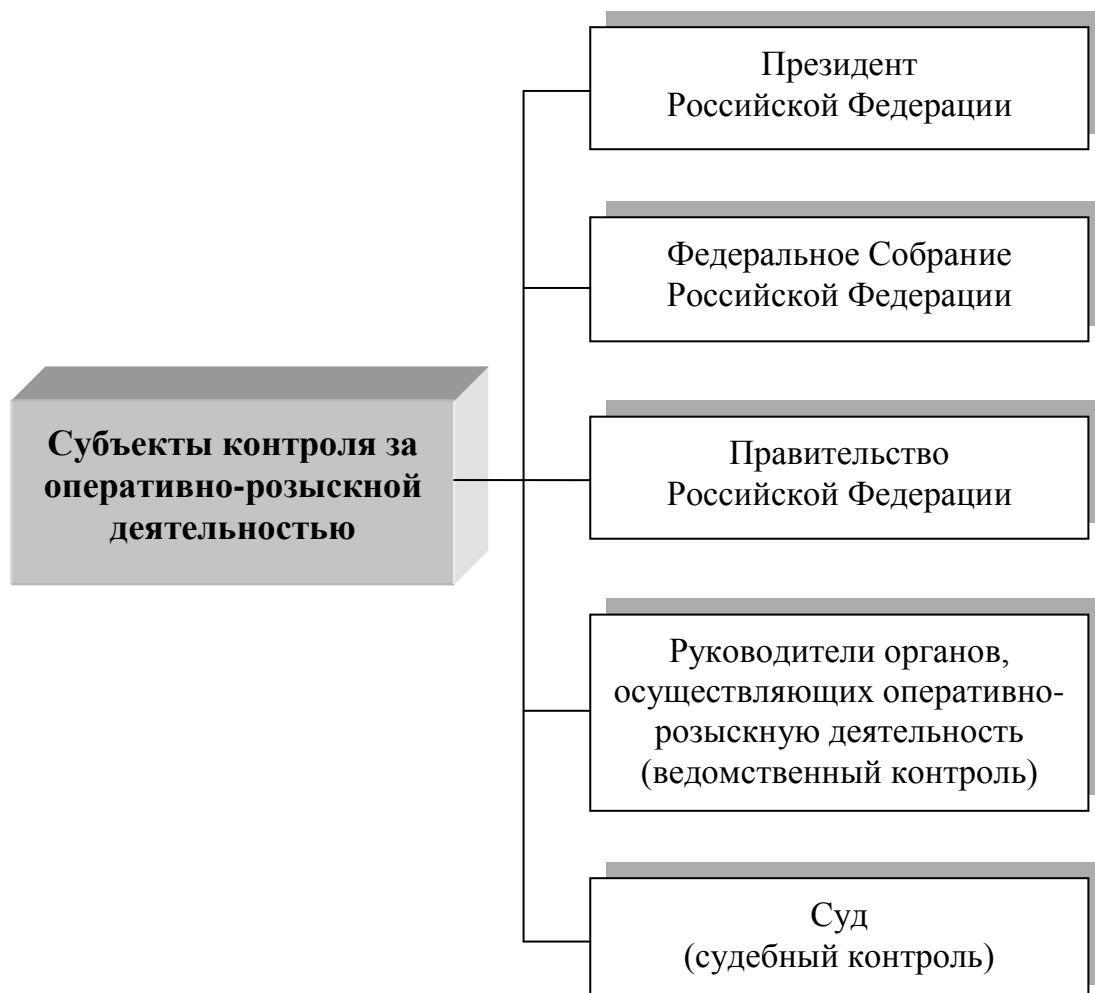 Субъекты контроля за
оперативно-розыскной
деятельностью
Президент
Российской Федерации
Федеральное Собрание
Российской Федерации
Правительство
Российской Федерации
Руководители органов,
осуществляющих оперативно-
розыскную деятельность
(ведомственный контроль)
Суд
(судебный контроль)